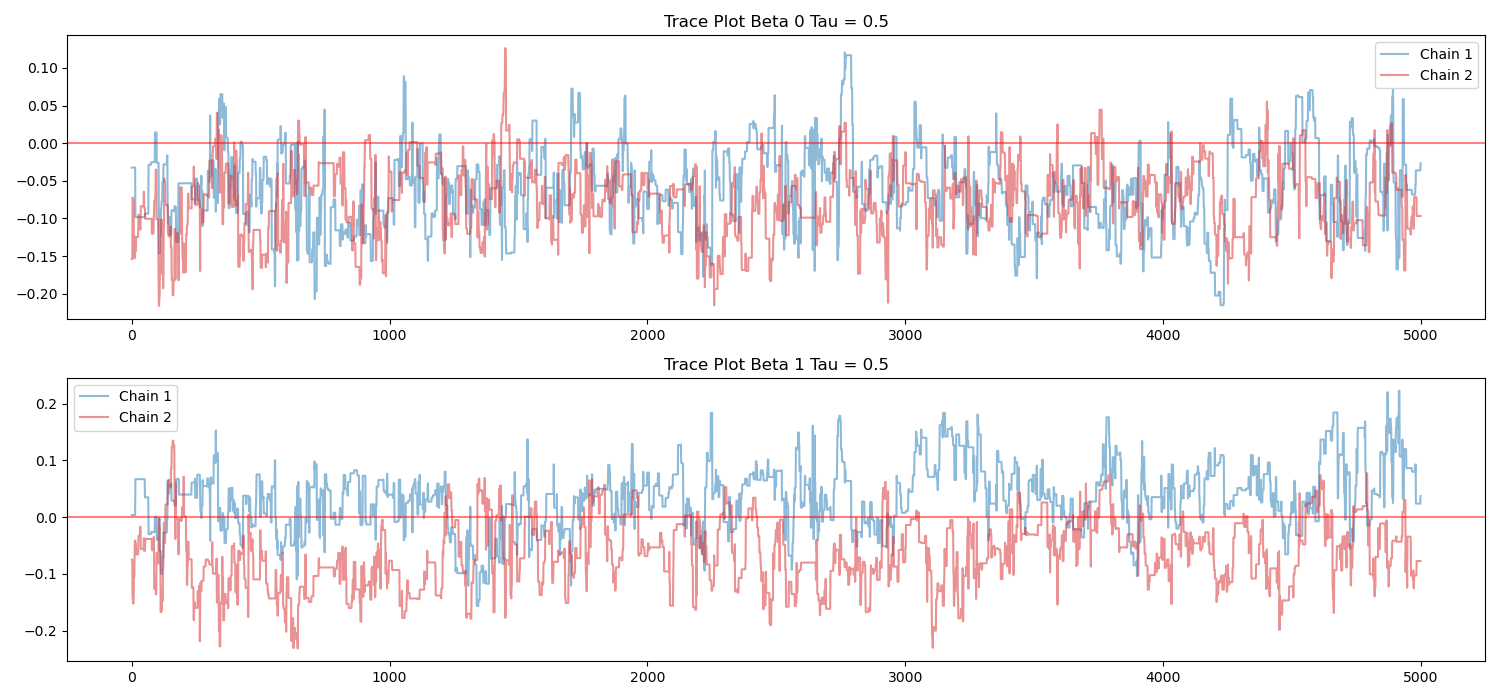 Trace Plot Beta 0 Tau = 0.5
Chain 1
Chain 2
0.10
0.05
0.00
−0.05
−0.10
−0.15
−0.20
0 1000 2000 3000 4000 5000
Trace Plot Beta 1 Tau = 0.5
Chain 1
Chain 2
0.2
0.1
0.0
−0.1
−0.2
0 1000 2000 3000 4000 5000